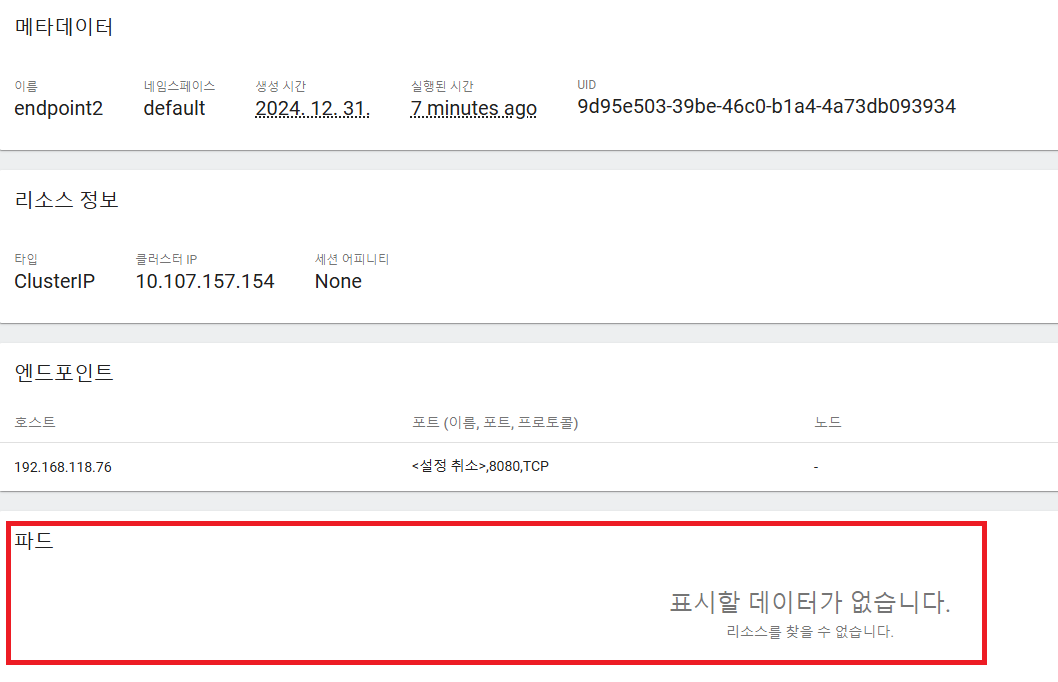 메타데이터
이름 네임스페이스 생성 시간 실행된 시간 UID
endpoint2 default 2024. 12. 31. 7 minutes ago 9d95e503-39be-46c0-b1a4-4a73db093934
리소스 정보
타입 클러스터 IP 세션 어피니티
ClusterIP 10.107.157.154 None
엔드포인트
호스트 포트 (이름, 포트, 프로토콜) 노드
192.168.118.76 <설정 취소>,8080,TCP -
파드
표시할 데이터가 없습니다.
리소스를 찾을 수 없습니다.